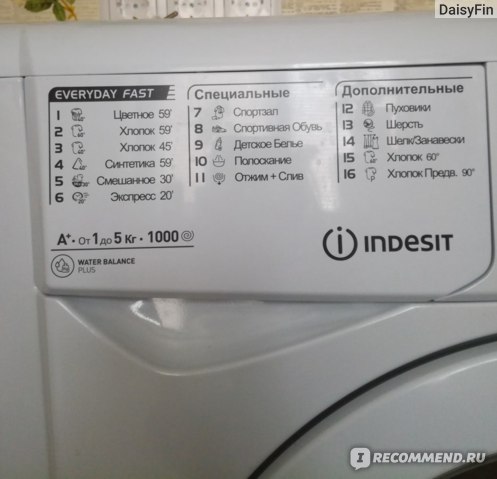 DaisyFin
EVERYDAY FAST
1 Цветное 59'
2 Хлопок 59'
3 Хлопок 45'
4 Синтетика 59'
5 Смешанное 30'
6 Экспресс 20'
Специальные
7 Спортзал
8 Спортивная Обувь
9 Детское Белье
10 Полоскание
11 Отжим + Слив
Дополнительные
12 Пуховики
13 Шерсть
14 Шелк/Занавески
15 Хлопок 60°
16 Хлопок Предв. 90°
A+ • От 1 до 5 Кг • 1000
WATER BALANCE
PLUS
INDESIT
I RECOMMEND.RU